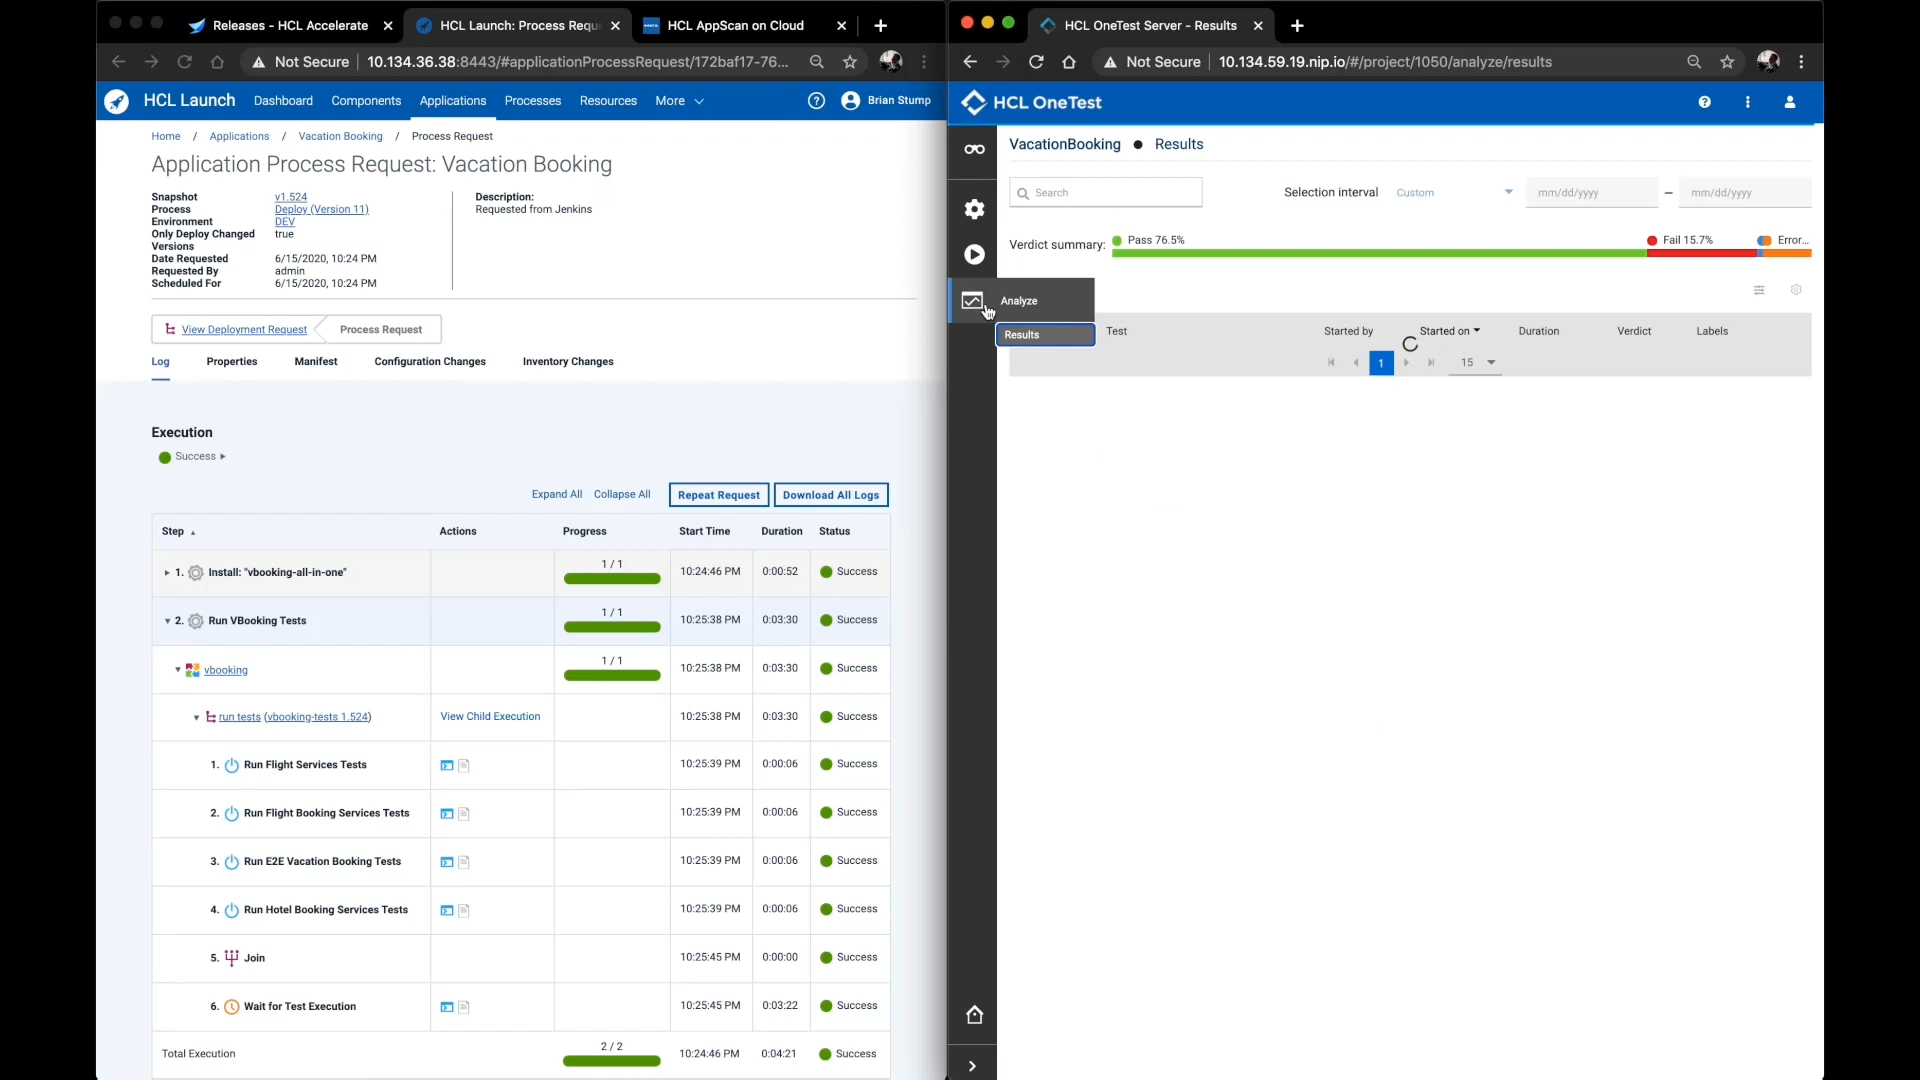 Releases - HCL Accelerate
HCL Launch: Process Requ
HCL AppScan on Cloud
Not Secure
10.134.36.38:8443/#applicationProcessRequest/172baf17-76...
HCL Launch
Dashboard
Components
Applications
Processes
Resources
More
Brian Stump
Home / Applications / Vacation Booking / Process Request
Application Process Request: Vacation Booking
Snapshot v1.524
Process Deploy (Version 11)
Environment DEV
Only Deploy Changed Versions true
Date Requested 6/15/2020, 10:24 PM
Requested By admin
Scheduled For 6/15/2020, 10:24 PM
Description:
Requested from Jenkins
View Deployment Request
Process Request
Log
Properties
Manifest
Configuration Changes
Inventory Changes
Execution
Success
Expand All
Collapse All
Repeat Request
Download All Logs
Step Actions Progress Start Time Duration Status
1. Install: "vbooking-all-in-one" 1 / 1 10:24:46 PM 0:00:52 Success
2. Run VBooking Tests 1 / 1 10:25:38 PM 0:03:30 Success
vbooking 1 / 1 10:25:38 PM 0:03:30 Success
run tests (vbooking-tests 1.524) View Child Execution 10:25:38 PM 0:03:30 Success
1. Run Flight Services Tests 10:25:39 PM 0:00:06 Success
2. Run Flight Booking Services Tests 10:25:39 PM 0:00:06 Success
3. Run E2E Vacation Booking Tests 10:25:39 PM 0:00:06 Success
4. Run Hotel Booking Services Tests 10:25:39 PM 0:00:06 Success
5. Join 10:25:45 PM 0:00:00 Success
6. Wait for Test Execution 10:25:45 PM 0:03:22 Success
Total Execution 2 / 2 10:24:46 PM 0:04:21 Success
HCL OneTest Server - Results
Not Secure
10.134.59.19.nip.io/#/project/1050/analyze/results
HCL OneTest
VacationBooking ● Results
Search
Selection interval
Custom
mm/dd/yyyy – mm/dd/yyyy
Verdict summary:
Pass 76.5%
Fail 15.7%
Error...
Analyze
Results
Test Started by Started on Duration Verdict Labels
1
15